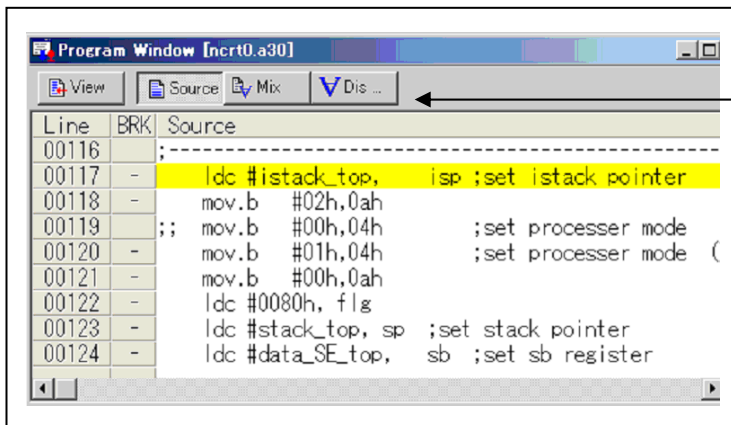 Program Window [ncrt0.a30]
View Source Mix Dis ...
Line BRK Source
00116 ;-------------------------------------------------
00117 - ldc #istack_top, isp ;set istack pointer
00118 - mov.b #02h,0ah
00119 ;; mov.b #00h,04h ;set processer mode
00120 - mov.b #01h,04h ;set processer mode (
00121 - mov.b #00h,0ah
00122 - ldc #0080h, flg
00123 - ldc #stack_top, sp ;set stack pointer
00124 - ldc #data_SE_top, sb ;set sb register